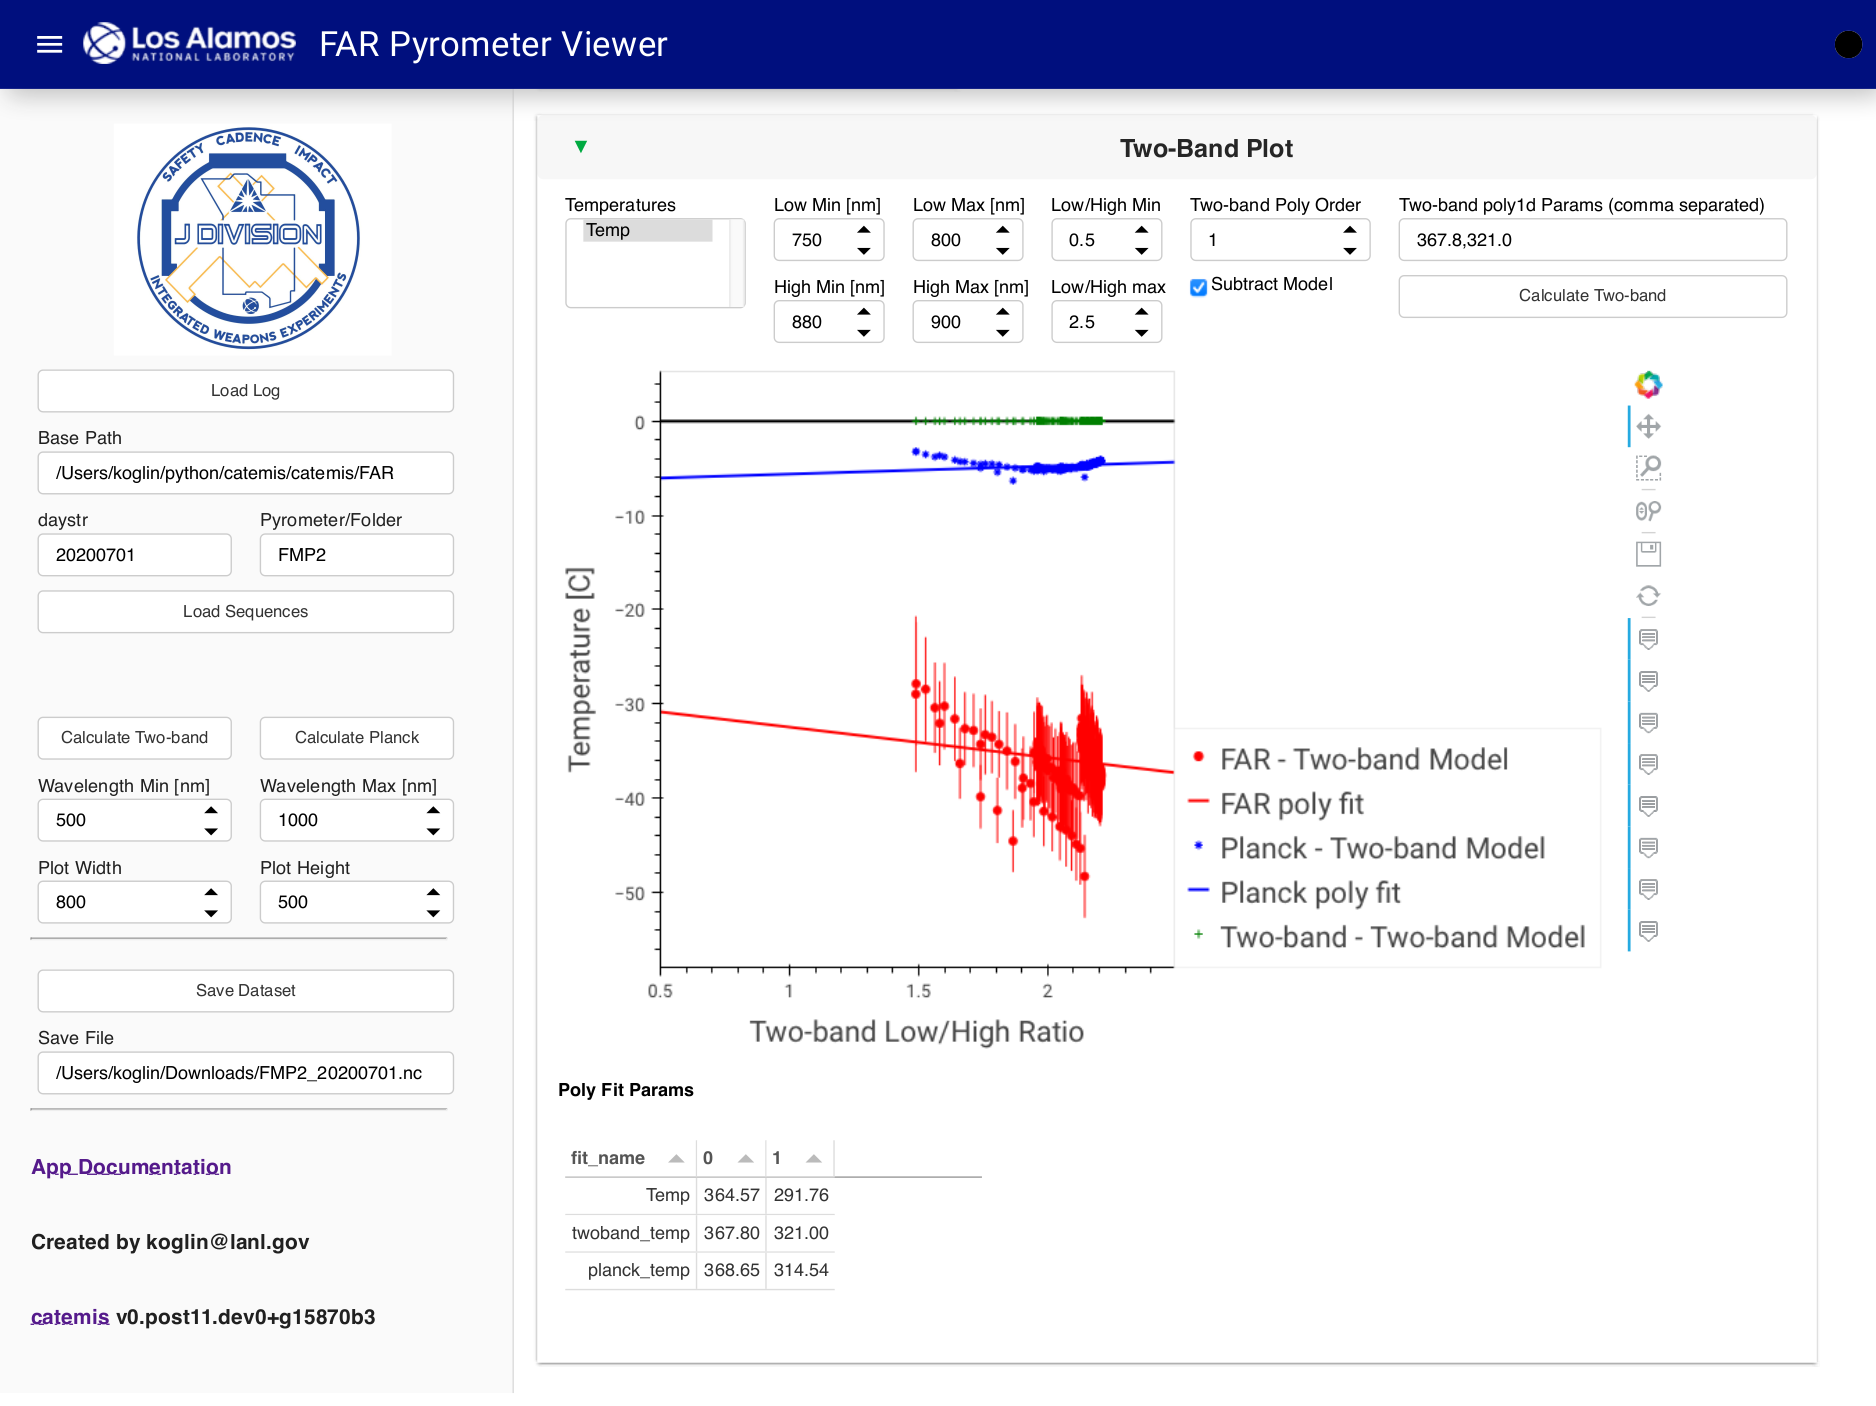 Los Alamos
NATIONAL LABORATORY
FAR Pyrometer Viewer
SAFETY CADENCE IMPACT
J DIVISION
INTEGRATED WEAPONS EXPERIMENTS
Load Log
Base Path
/Users/koglin/python/catemis/catemis/FAR
daystr Pyrometer/Folder
20200701 FMP2
Load Sequences
Calculate Two-band Calculate Planck
Wavelength Min [nm] Wavelength Max [nm]
500 1000
Plot Width Plot Height
800 500
Save Dataset
Save File
/Users/koglin/Downloads/FMP2_20200701.nc
App Documentation
Created by koglin@lanl.gov
catemis v0.post11.dev0+g15870b3
Two-Band Plot
Temperatures Low Min [nm] Low Max [nm] Low/High Min Two-band Poly Order Two-band poly1d Params (comma separated)
Temp 750 800 0.5 1 367.8,321.0
High Min [nm] High Max [nm] Low/High max Subtract Model Calculate Two-band
880 900 2.5
0
−10
−20
−30
−40
−50
Temperature [C]
0.5 1 1.5 2
Two-band Low/High Ratio
FAR - Two-band Model
FAR poly fit
Planck - Two-band Model
Planck poly fit
Two-band - Two-band Model
Poly Fit Params
fit_name 0 1
Temp 364.57 291.76
twoband_temp 367.80 321.00
planck_temp 368.65 314.54